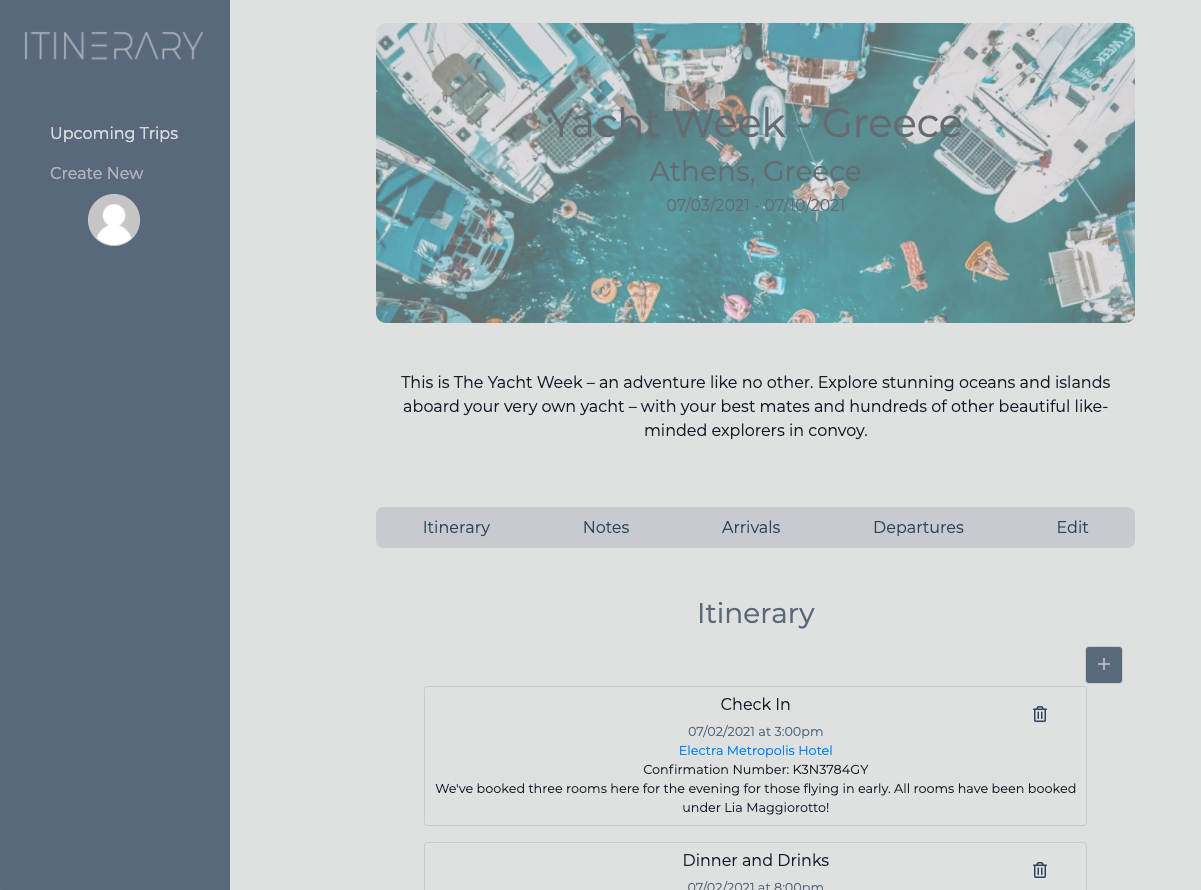 ITINERARY
Upcoming Trips
Create New
Yacht Week - Greece
Athens, Greece
07/03/2021 - 07/10/2021
This is The Yacht Week – an adventure like no other. Explore stunning oceans and islands
aboard your very own yacht – with your best mates and hundreds of other beautiful like-
minded explorers in convoy.
Itinerary Notes Arrivals Departures Edit
Itinerary
+
Check In
07/02/2021 at 3:00pm
Electra Metropolis Hotel
Confirmation Number: K3N3784GY
We've booked three rooms here for the evening for those flying in early. All rooms have been booked
under Lia Maggiorotto!
Dinner and Drinks
07/02/2021 at 8:00pm